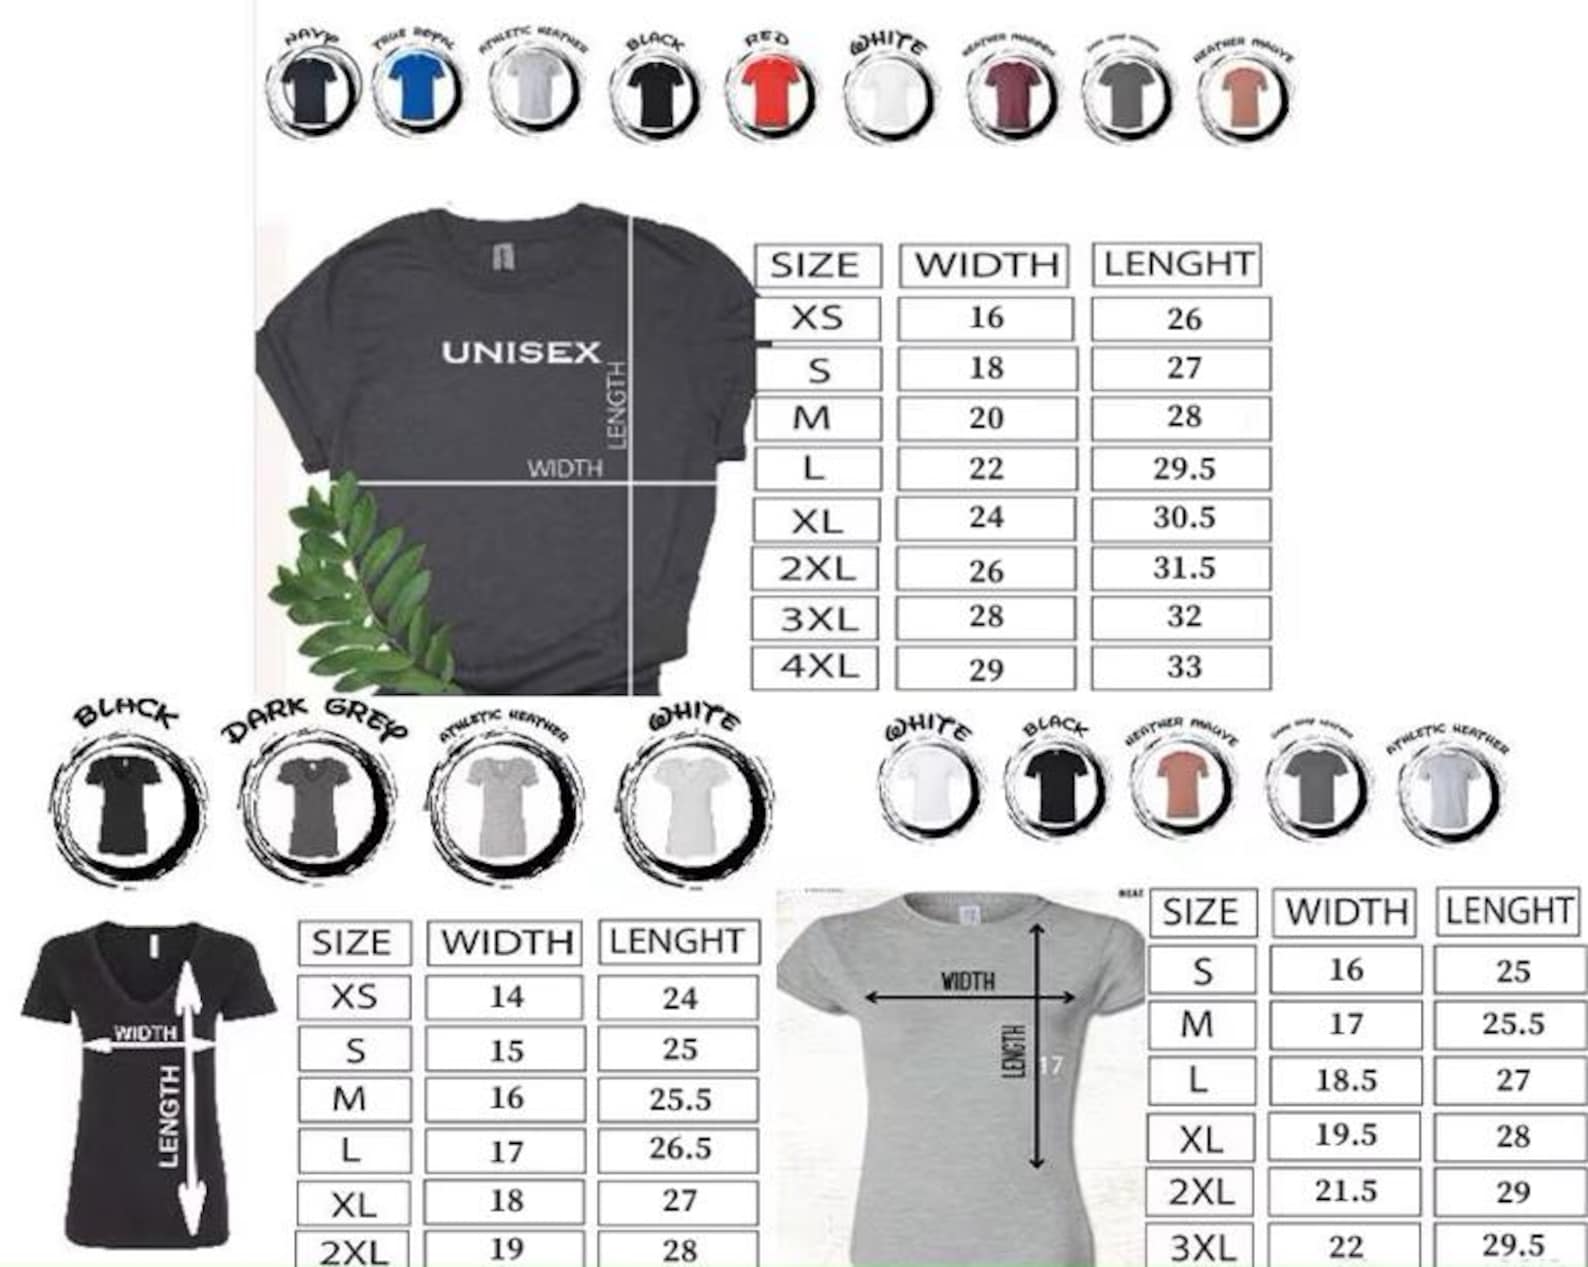 NAVY
TRUE ROYAL
ATHLETIC HEATHER
BLACK
RED
WHITE
HEATHER MAROON
HEATHER MAUVE
UNISEX
LENGTH
WIDTH
SIZE WIDTH LENGHT
XS 16 26
S 18 27
M 20 28
L 22 29.5
XL 24 30.5
2XL 26 31.5
3XL 28 32
4XL 29 33
BLACK
DARK GREY
ATHLETIC HEATHER
WHITE
WIDTH
LENGTH
SIZE WIDTH LENGHT
XS 14 24
S 15 25
M 16 25.5
L 17 26.5
XL 18 27
2XL 19 28
WHITE
BLACK
HEATHER MAUVE
ATHLETIC HEATHER
WIDTH
LENGTH
17
SIZE WIDTH LENGHT
S 16 25
M 17 25.5
L 18.5 27
XL 19.5 28
2XL 21.5 29
3XL 22 29.5